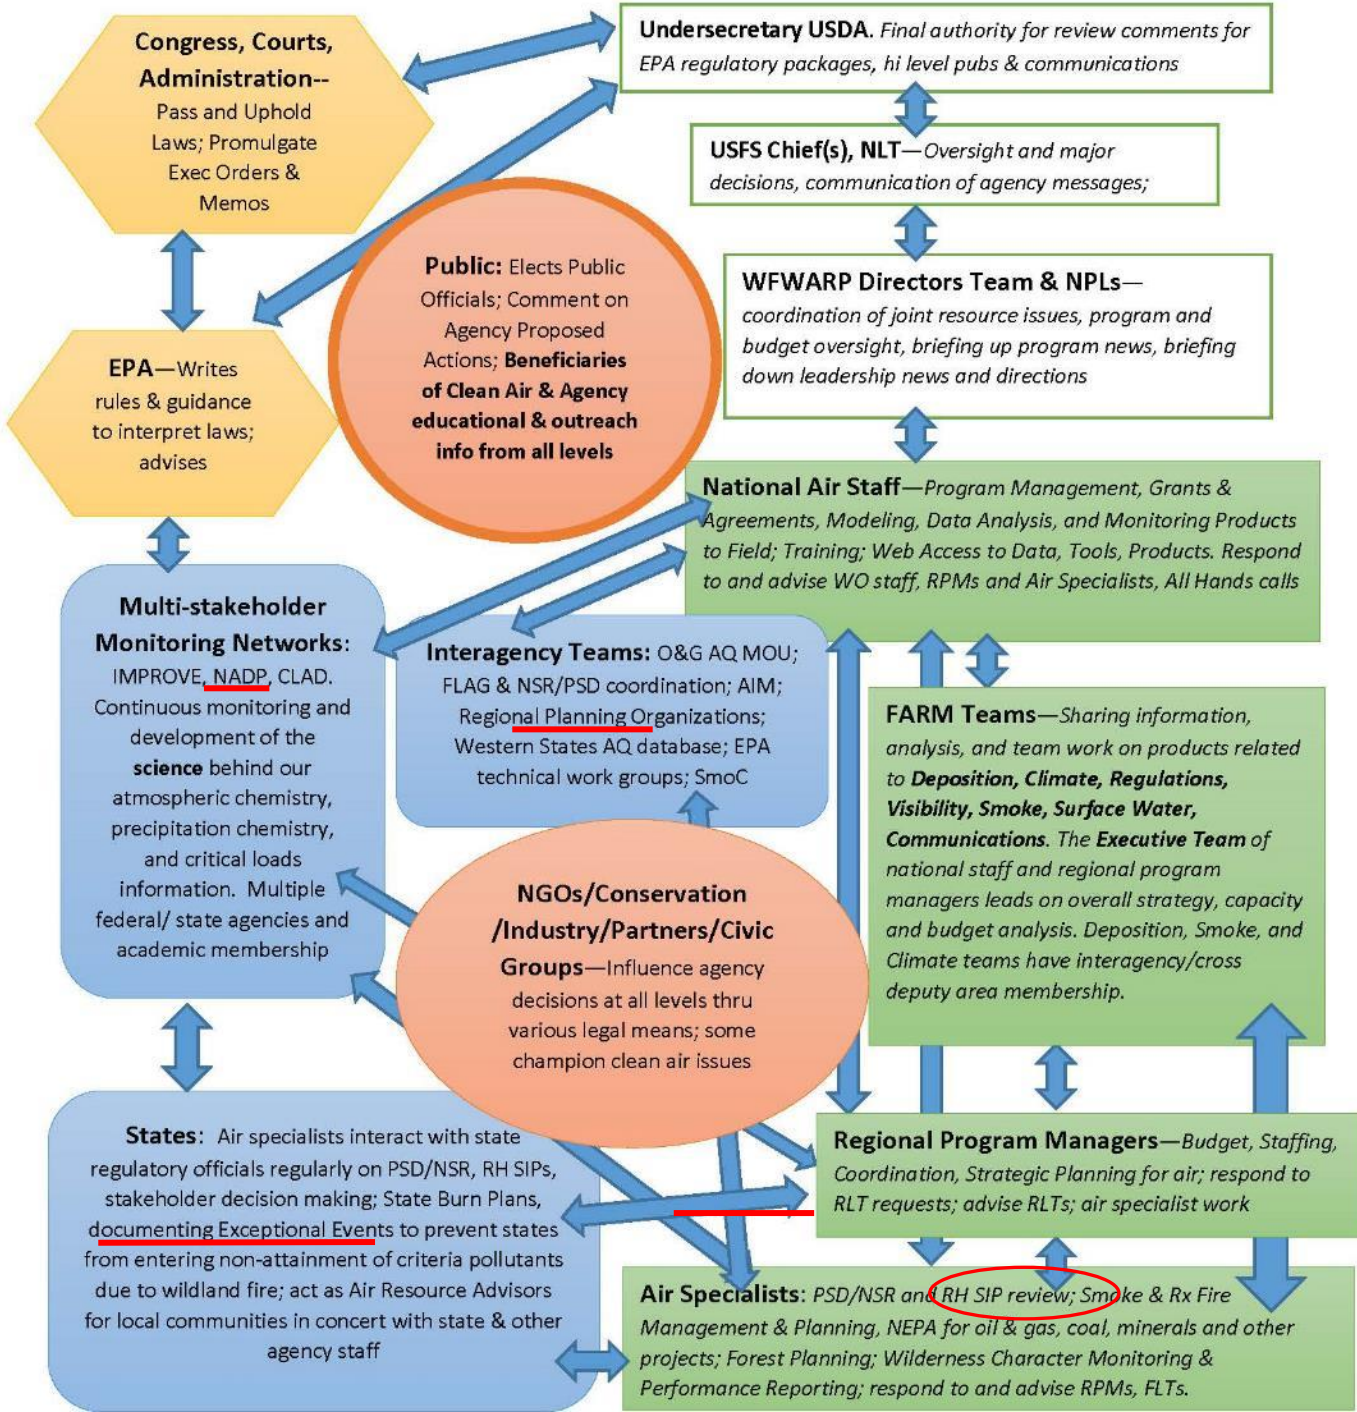 Congress, Courts,
Administration--
Pass and Uphold
Laws; Promulgate
Exec Orders &
Memos
Undersecretary USDA. Final authority for review comments for
EPA regulatory packages, hi level pubs & communications
USFS Chief(s), NLT—Oversight and major
decisions, communication of agency messages;
Public: Elects Public
Officials; Comment on
Agency Proposed
Actions; Beneficiaries
of Clean Air & Agency
educational & outreach
info from all levels
WFWARP Directors Team & NPLs—
coordination of joint resource issues, program and
budget oversight, briefing up program news, briefing
down leadership news and directions
EPA—Writes
rules & guidance
to interpret laws;
advises
National Air Staff—Program Management, Grants &
Agreements, Modeling, Data Analysis, and Monitoring Products
to Field; Training; Web Access to Data, Tools, Products. Respond
to and advise WO staff, RPMs and Air Specialists, All Hands calls
Multi-stakeholder
Monitoring Networks:
IMPROVE, NADP, CLAD.
Continuous monitoring and
development of the
science behind our
atmospheric chemistry,
precipitation chemistry,
and critical loads
information. Multiple
federal/ state agencies and
academic membership
Interagency Teams: O&G AQ MOU;
FLAG & NSR/PSD coordination; AIM;
Regional Planning Organizations;
Western States AQ database; EPA
technical work groups; SmoC
FARM Teams—Sharing information,
analysis, and team work on products related
to Deposition, Climate, Regulations,
Visibility, Smoke, Surface Water,
Communications. The Executive Team of
national staff and regional program
managers leads on overall strategy, capacity
and budget analysis. Deposition, Smoke, and
Climate teams have interagency/cross
deputy area membership.
NGOs/Conservation
/Industry/Partners/Civic
Groups—Influence agency
decisions at all levels thru
various legal means; some
champion clean air issues
States: Air specialists interact with state
regulatory officials regularly on PSD/NSR, RH SIPs,
stakeholder decision making; State Burn Plans,
documenting Exceptional Events to prevent states
from entering non-attainment of criteria pollutants
due to wildland fire; act as Air Resource Advisors
for local communities in concert with state & other
agency staff
Regional Program Managers—Budget, Staffing,
Coordination, Strategic Planning for air; respond to
RLT requests; advise RLTs; air specialist work
Air Specialists: PSD/NSR and RH SIP review; Smoke & Rx Fire
Management & Planning, NEPA for oil & gas, coal, minerals and other
projects; Forest Planning; Wilderness Character Monitoring &
Performance Reporting; respond to and advise RPMs, FLTs.